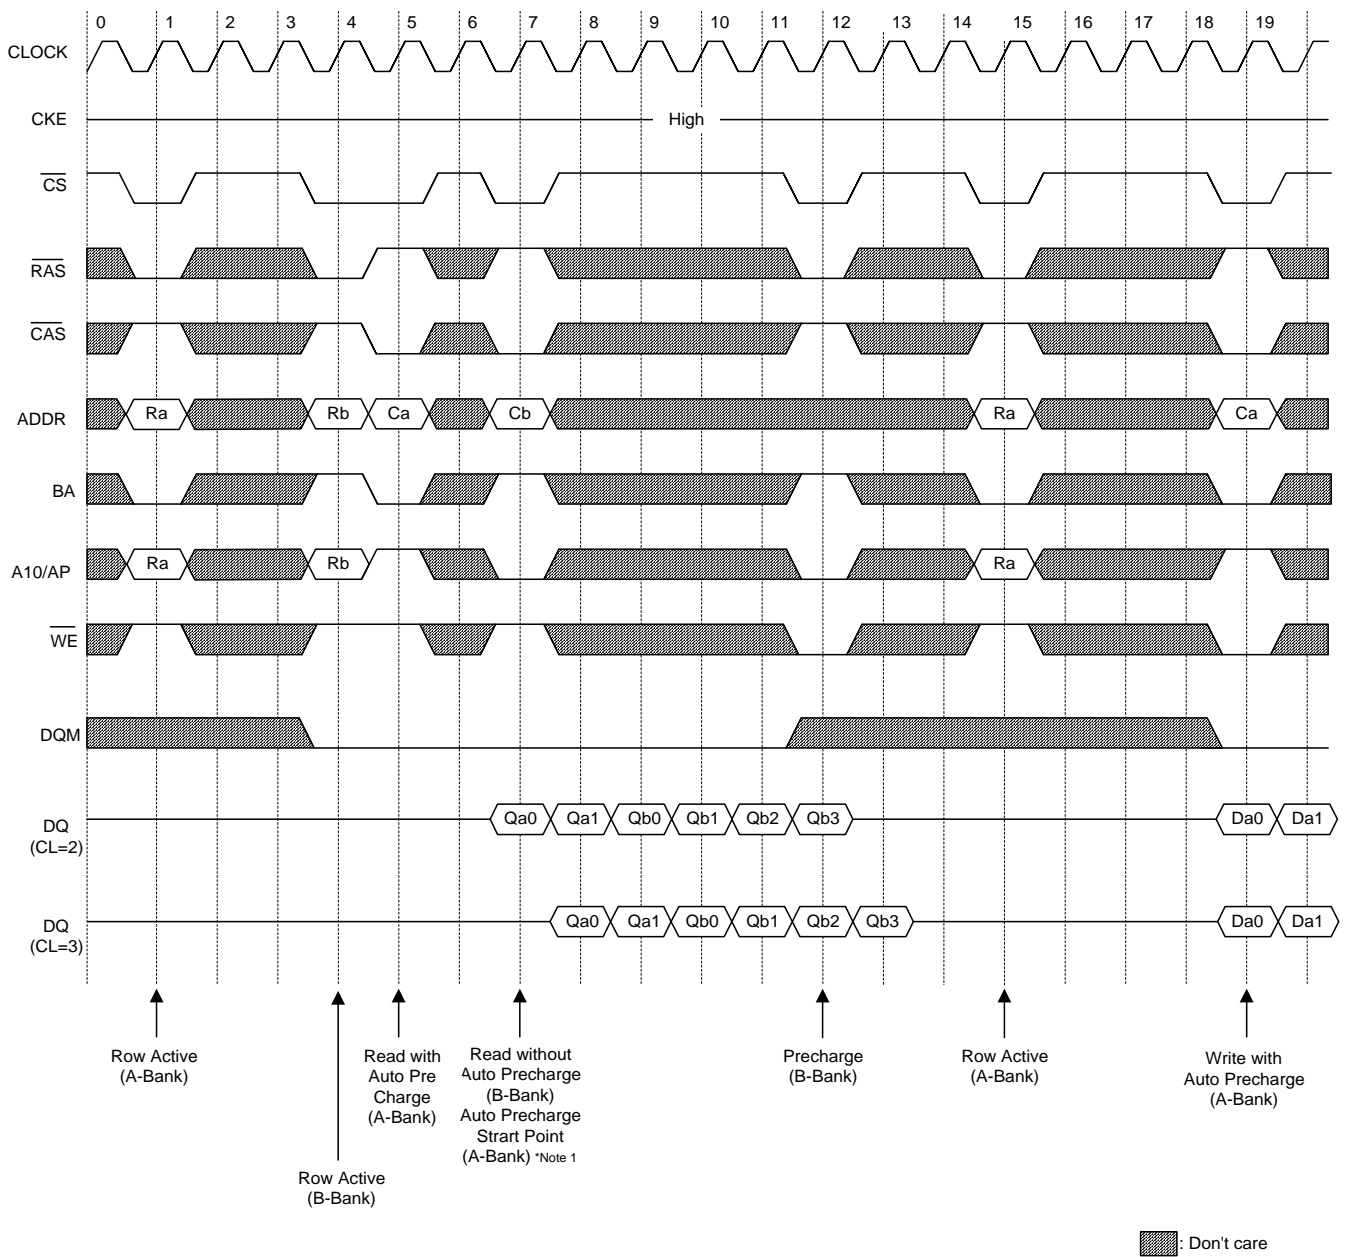 0 1 2 3 4 5 6 7 8 9 10 11 12 13 14 15 16 17 18 19
CLOCK
CKE High
CS
RAS
CAS
ADDR Ra Rb Ca Cb Ra Ca
BA
A10/AP Ra Rb Ra
WE
DQM
DQ
(CL=2)
Qa0 Qa1 Qb0 Qb1 Qb2 Qb3 Da0 Da1
DQ
(CL=3)
Qa0 Qa1 Qb0 Qb1 Qb2 Qb3 Da0 Da1
Row Active
(A-Bank)
Row Active
(B-Bank)
Read with
Auto Pre
Charge
(A-Bank)
Read without
Auto Precharge
(B-Bank)
Auto Precharge
Strart Point
(A-Bank) *Note 1
Precharge
(B-Bank)
Row Active
(A-Bank)
Write with
Auto Precharge
(A-Bank)
: Don't care